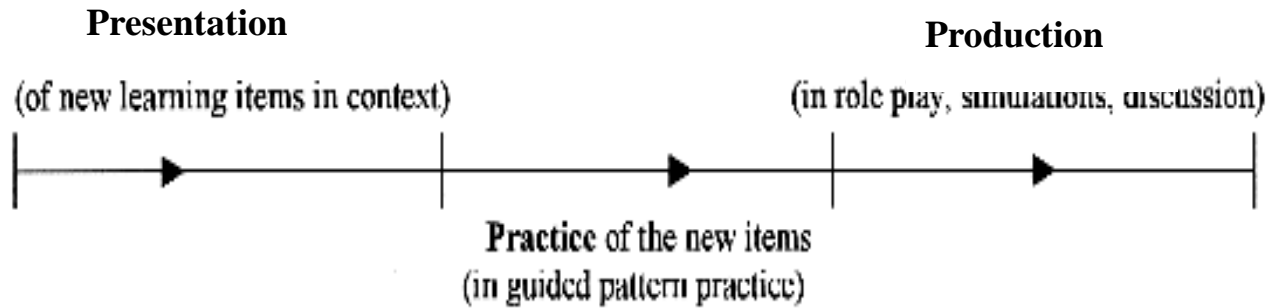 Presentation
(of new learning items in context)
Production
(in role play, simulations, discussion)
Practice of the new items
(in guided pattern practice)